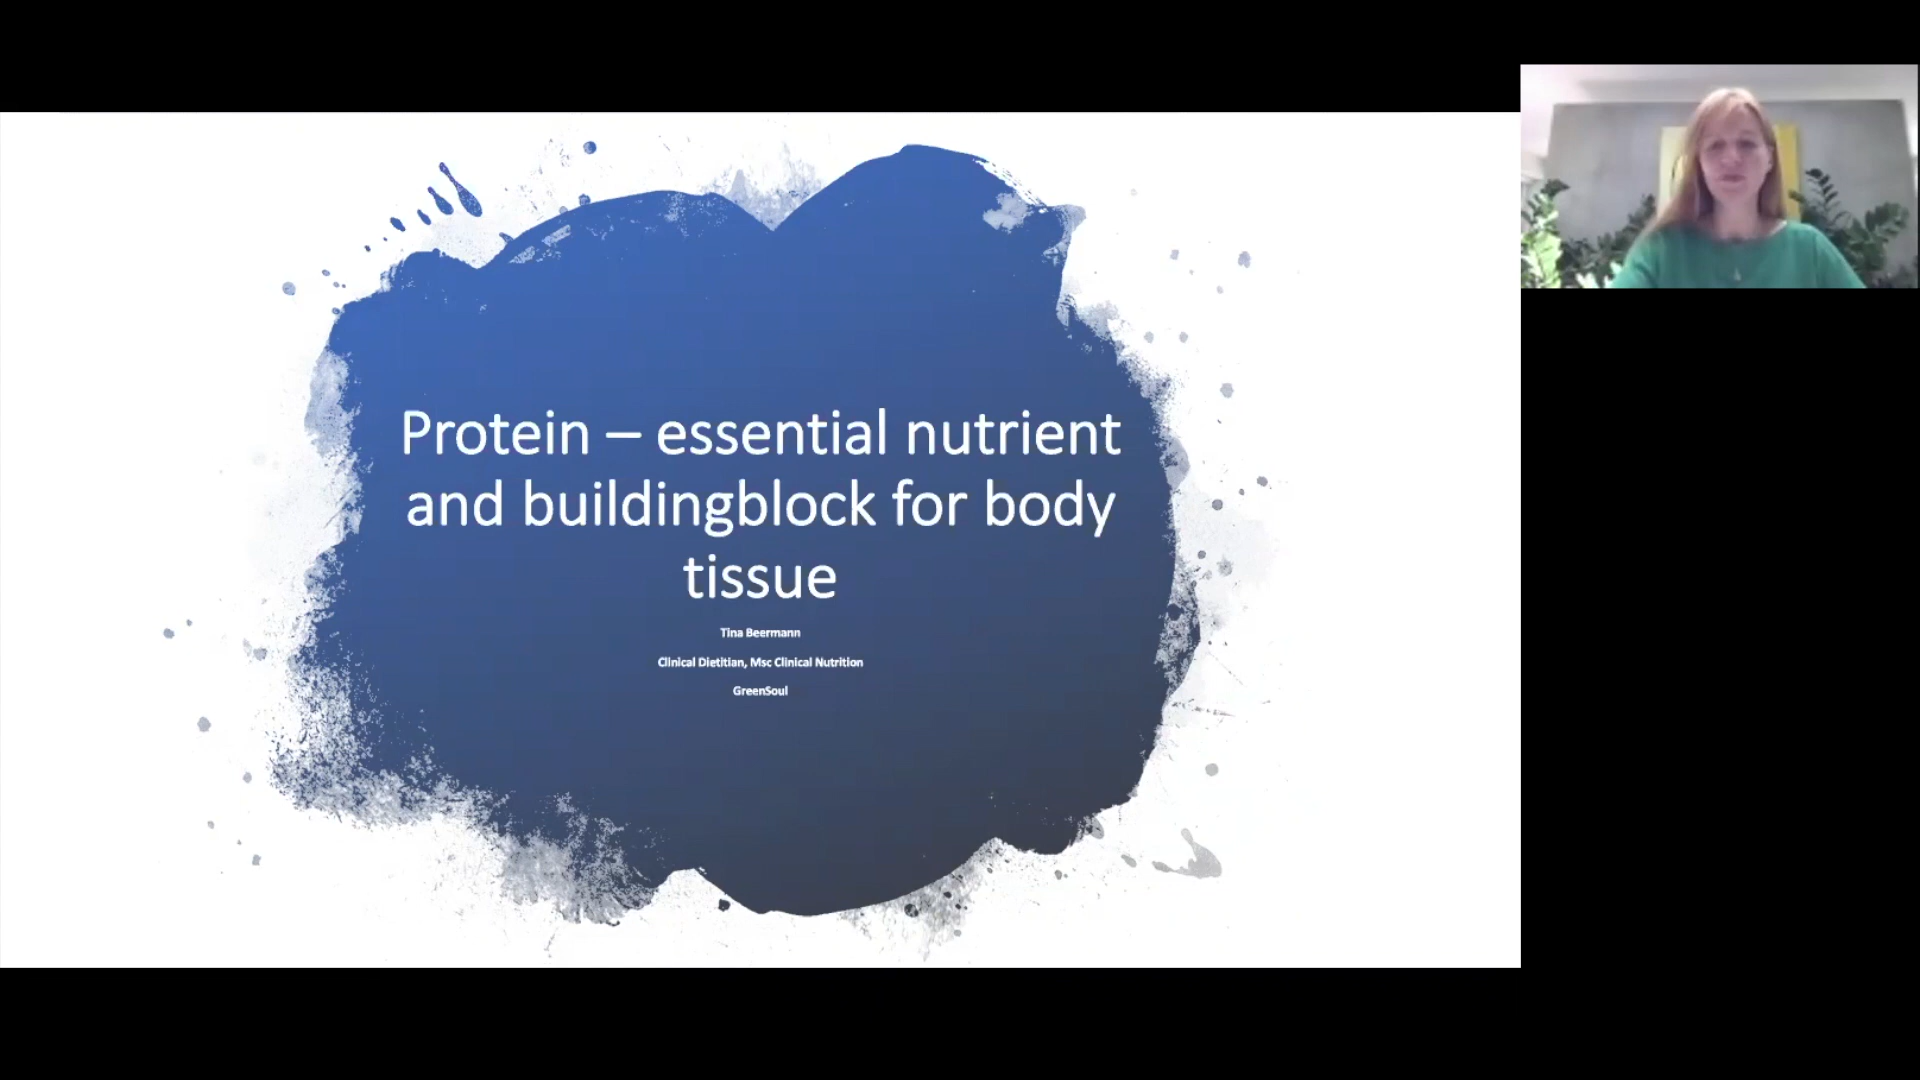 Protein – essential nutrient
and buildingblock for body
tissue
Tina Beermann
Clinical Dietitian, Msc Clinical Nutrition
GreenSoul